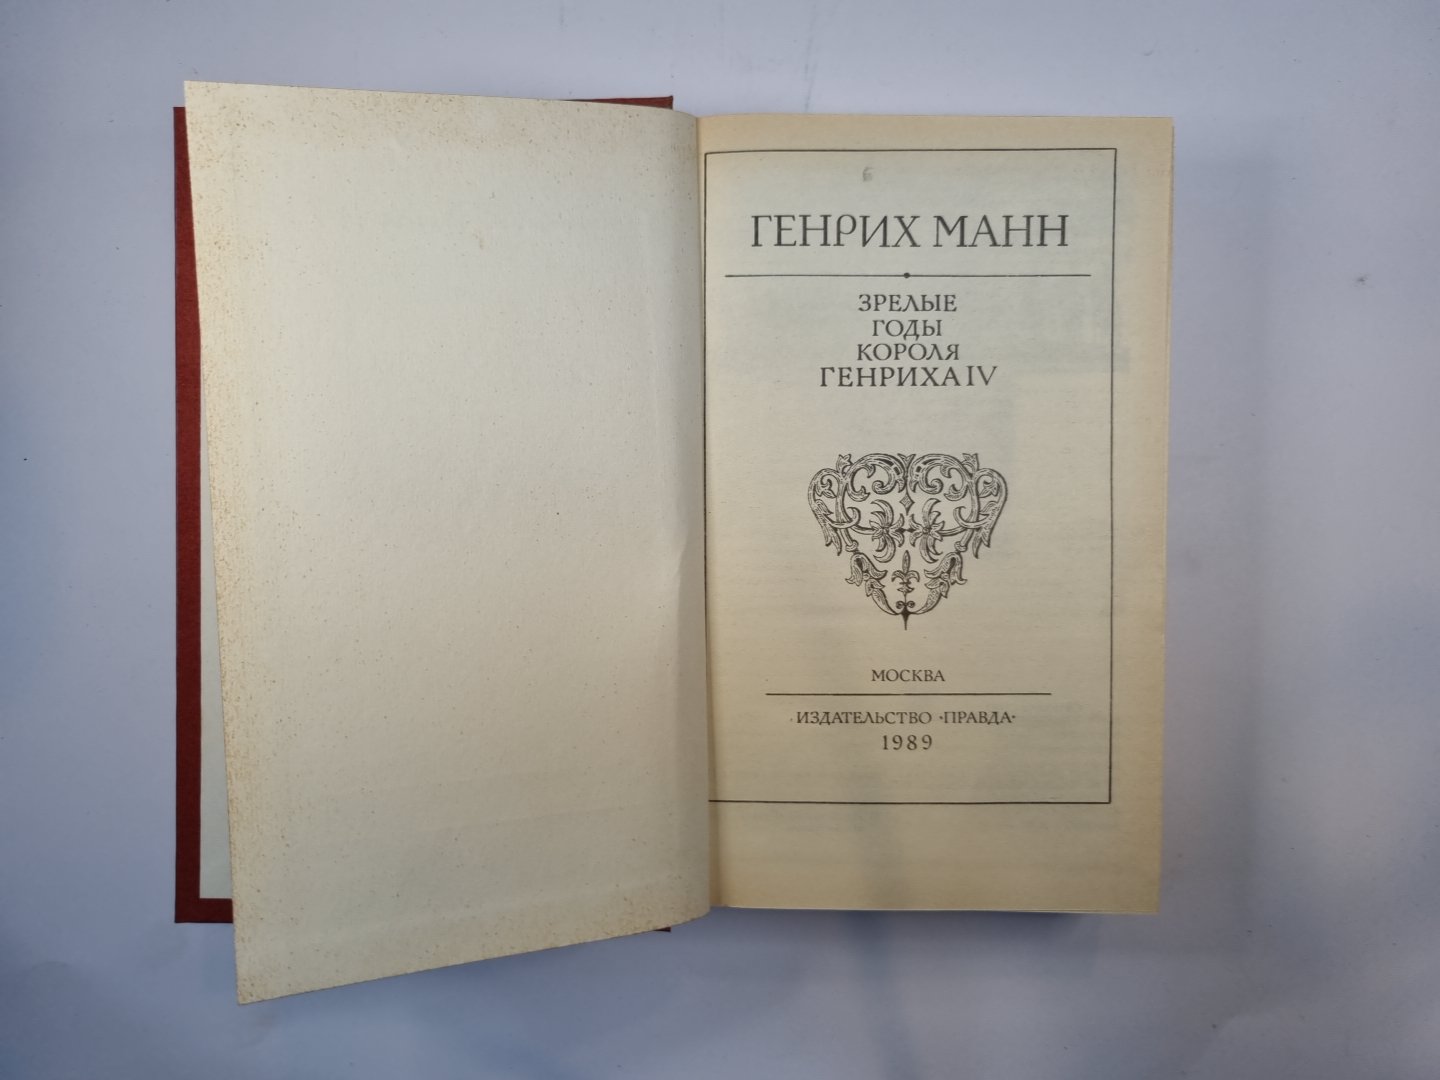 ГЕНРИХ МАНН
ЗРЕЛЫЕ
ГОДЫ
КОРОЛЯ
ГЕНРИХА IV
МОСКВА
ИЗДАТЕЛЬСТВО «ПРАВДА»
1989